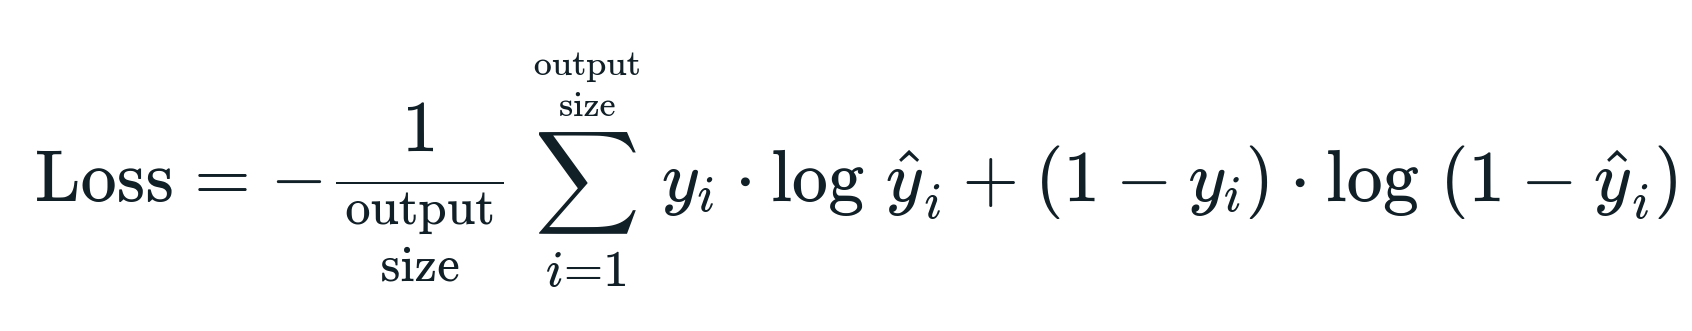 Loss = − 1 / output size ∑_{i=1}^{output size} y_i · log ŷ_i + (1 − y_i) · log (1 − ŷ_i)